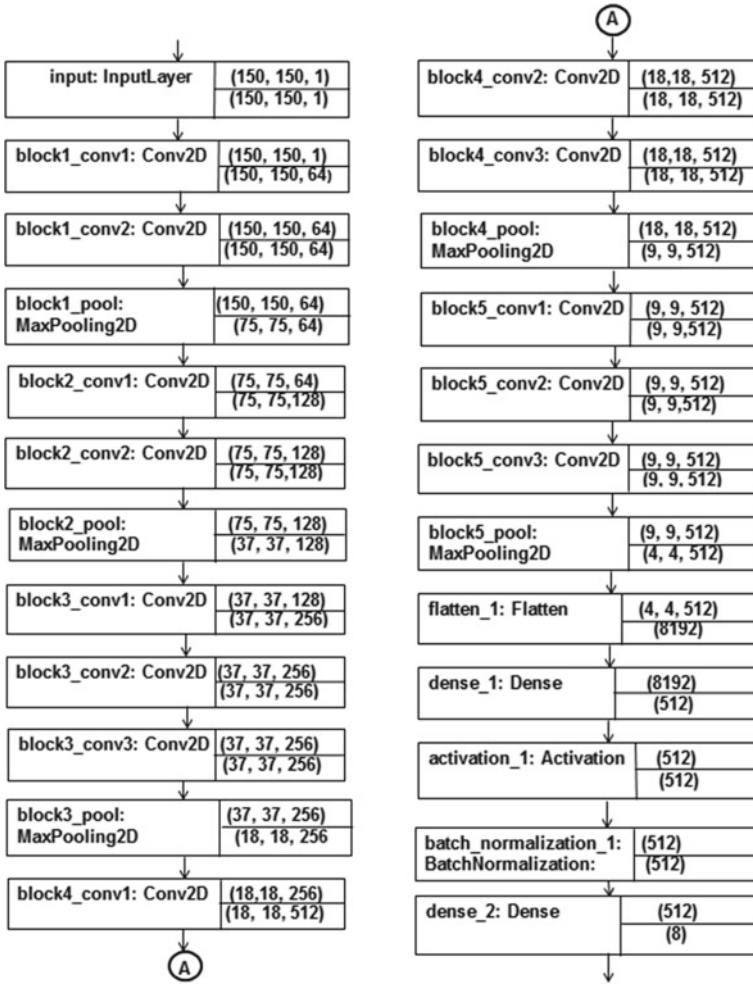 input: InputLayer (150, 150, 1)
(150, 150, 1)
block1_conv1: Conv2D (150, 150, 1)
(150, 150, 64)
block1_conv2: Conv2D (150, 150, 64)
(150, 150, 64)
block1_pool: (150, 150, 64)
MaxPooling2D (75, 75, 64)
block2_conv1: Conv2D (75, 75, 64)
(75, 75,128)
block2_conv2: Conv2D (75, 75, 128)
(75, 75,128)
block2_pool: (75, 75, 128)
MaxPooling2D (37, 37, 128)
block3_conv1: Conv2D (37, 37, 128)
(37, 37, 256)
block3_conv2: Conv2D (37, 37, 256)
(37, 37, 256)
block3_conv3: Conv2D (37, 37, 256)
(37, 37, 256)
block3_pool: (37, 37, 256)
MaxPooling2D (18, 18, 256
block4_conv1: Conv2D (18,18, 256)
(18, 18, 512)
A
A
block4_conv2: Conv2D (18,18, 512)
(18, 18, 512)
block4_conv3: Conv2D (18,18, 512)
(18, 18, 512)
block4_pool: (18, 18, 512)
MaxPooling2D (9, 9, 512)
block5_conv1: Conv2D (9, 9, 512)
(9, 9,512)
block5_conv2: Conv2D (9, 9, 512)
(9, 9,512)
block5_conv3: Conv2D (9, 9, 512)
(9, 9, 512)
block5_pool: (9, 9, 512)
MaxPooling2D (4, 4, 512)
flatten_1: Flatten (4, 4, 512)
(8192)
dense_1: Dense (8192)
(512)
activation_1: Activation (512)
(512)
batch_normalization_1: (512)
BatchNormalization: (512)
dense_2: Dense (512)
(8)